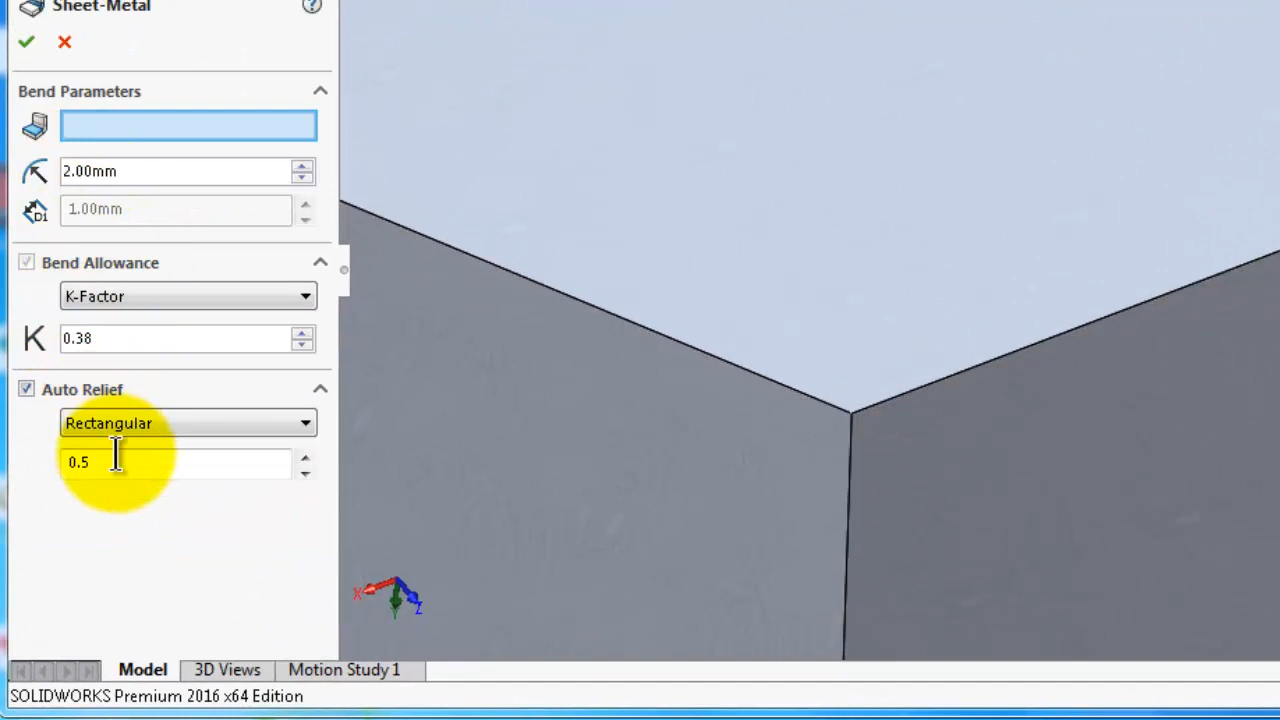 Sheet-Metal
?
Bend Parameters
2.00mm
D1
1.00mm
Bend Allowance
K-Factor
K
0.38
Auto Relief
Rectangular
0.5
X
Y
Z
Model
3D Views
Motion Study 1
SOLIDWORKS Premium 2016 x64 Edition